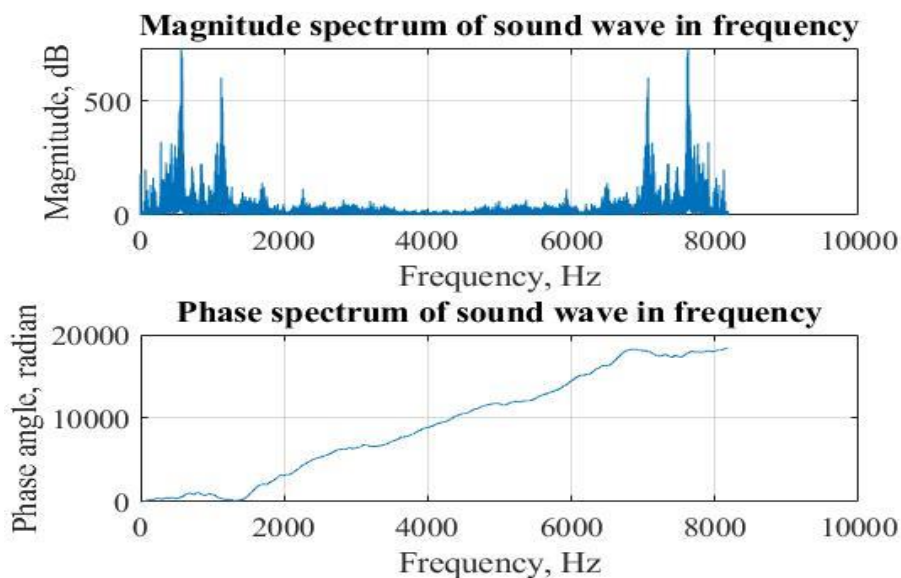 Magnitude spectrum of sound wave in frequency
Magnitude, dB
500
0
0 2000 4000 6000 8000 10000
Frequency, Hz
Phase spectrum of sound wave in frequency
Phase angle, radian
20000
10000
0
0 2000 4000 6000 8000 10000
Frequency, Hz